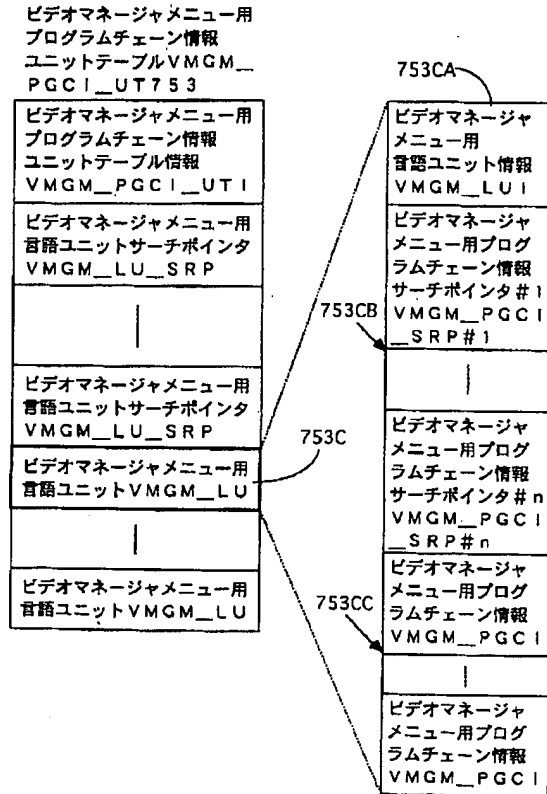 ビデオマネージャメニュー用
プログラムチェーン情報
ユニットテーブルVMGM__
PGCI__UT753
ビデオマネージャメニュー用
プログラムチェーン情報
ユニットテーブル情報
VMGM__PGCI__UTI
ビデオマネージャメニュー用
言語ユニットサーチポインタ
VMGM__LU__SRP
ビデオマネージャメニュー用
言語ユニットサーチポインタ
VMGM__LU__SRP
ビデオマネージャメニュー用
言語ユニットVMGM__LU
ビデオマネージャメニュー用
言語ユニットVMGM__LU
753C
753CA
ビデオマネージャ
メニュー用
言語ユニット情報
VMGM__LUI
ビデオマネージャ
メニュー用プログ
ラムチェーン情報
サーチポインタ#1
VMGM__PGCI
__SRP#1
753CB
ビデオマネージャ
メニュー用プログ
ラムチェーン情報
サーチポインタ#n
VMGM__PGCI
__SRP#n
ビデオマネージャ
メニュー用プログ
ラムチェーン情報
VMGM__PGCI
753CC
ビデオマネージャ
メニュー用プログ
ラムチェーン情報
VMGM__PGCI